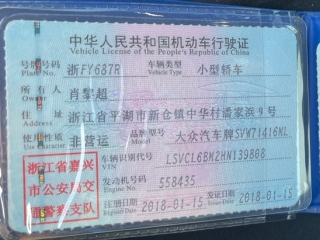 中华人民共和国机动车行驶证
Vehicle License of the People's Republic of China
号牌号码 浙FY687R 车辆类型 小型轿车
Plate No. Vehicle Type
所有人 肖黎超
Owner
住址 浙江省平湖市新仓镇中华村潘家浜9号
Address
使用性质 非营运 品牌型号 大众汽车牌SVW71416KL
Use Character Model
浙江省嘉兴
市公安局交
通警察支队
车辆识别代号 LSVCL6BM2HN139808
VIN
发动机号码 558435
Engine No.
注册日期 2018-01-15 发证日期 2018-01-15
Register Date Issue Date